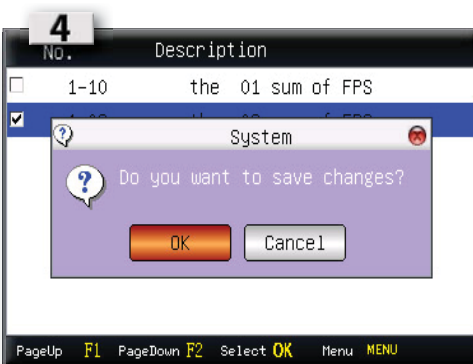 4
No. Description
1-10 the 01 sum of FPS
System
Do you want to save changes?
OK Cancel
PageUp F1 PageDown F2 Select OK Menu MENU